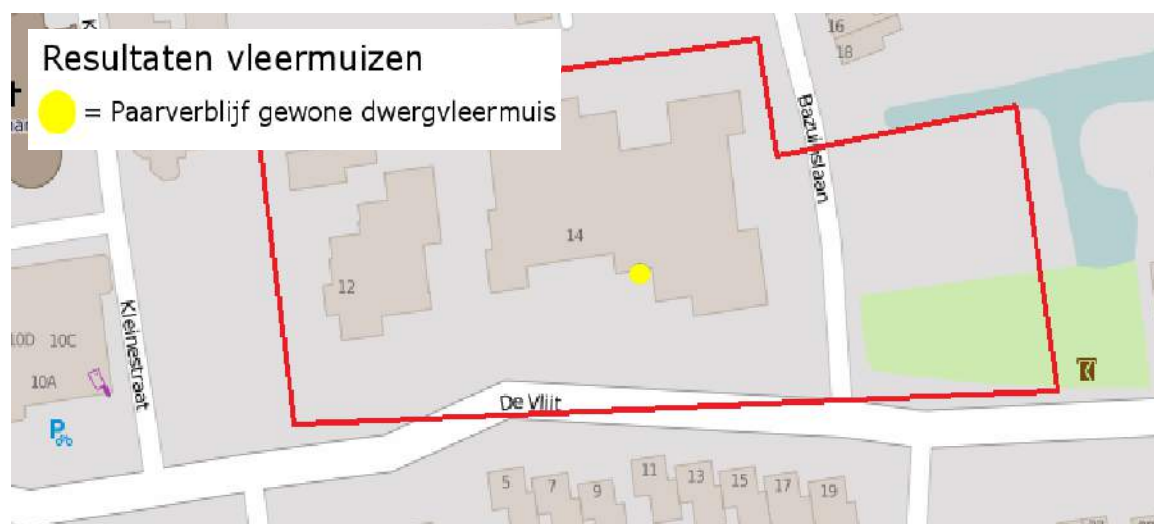 Resultaten vleermuizen
= Paarverblijf gewone dwergvleermuis
16
18
Bazuinslaan
14
12
Kleinestraat
10D 10C
10A
P
De Vlijt
5
7
9
11
13
15
17
19